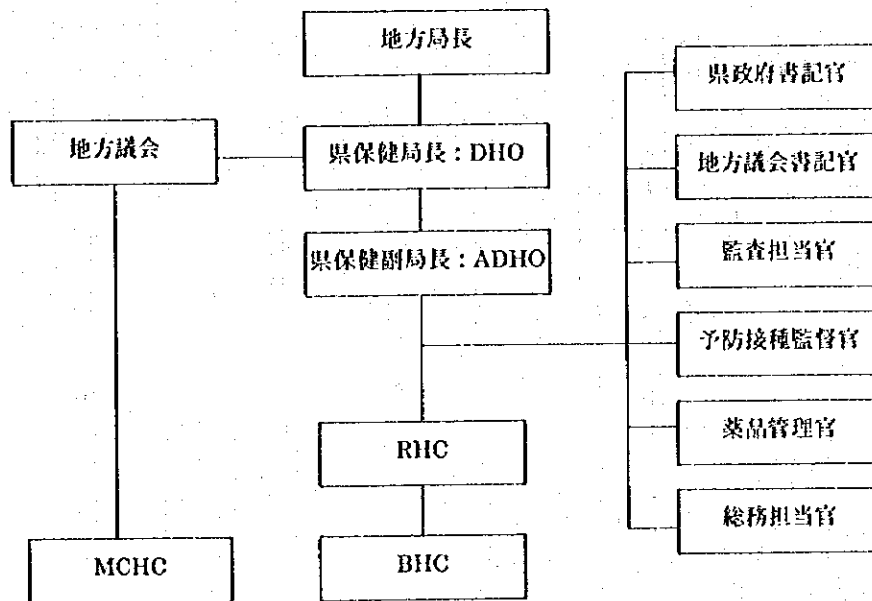 地方局長
県政府書記官
地方議会
県保健局長：DHO
地方議会書記官
県保健副局長：ADHO
監査担当官
予防接種監督官
RHC
薬品管理官
総務担当官
MCHC
BHC